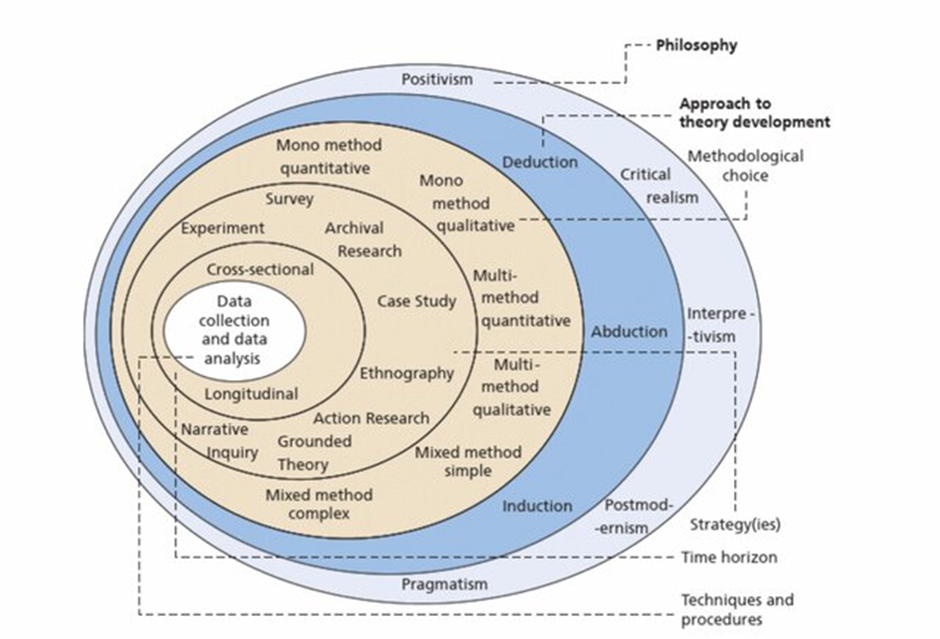 Philosophy
Positivism
Approach to
theory development
Mono method
quantitative
Deduction
Methodological
choice
Critical
realism
Mono
method
qualitative
Survey
Experiment
Archival
Research
Cross-sectional
Multi-
method
quantitative
Case Study
Data
collection
and data
analysis
Interpre -
-tivism
Abduction
Ethnography
Multi-
method
qualitative
Longitudinal
Action Research
Narrative
Inquiry
Grounded
Theory
Mixed method
simple
Mixed method
complex
Induction
Postmod-
-ernism
Strategy(ies)
Time horizon
Pragmatism
Techniques and
procedures